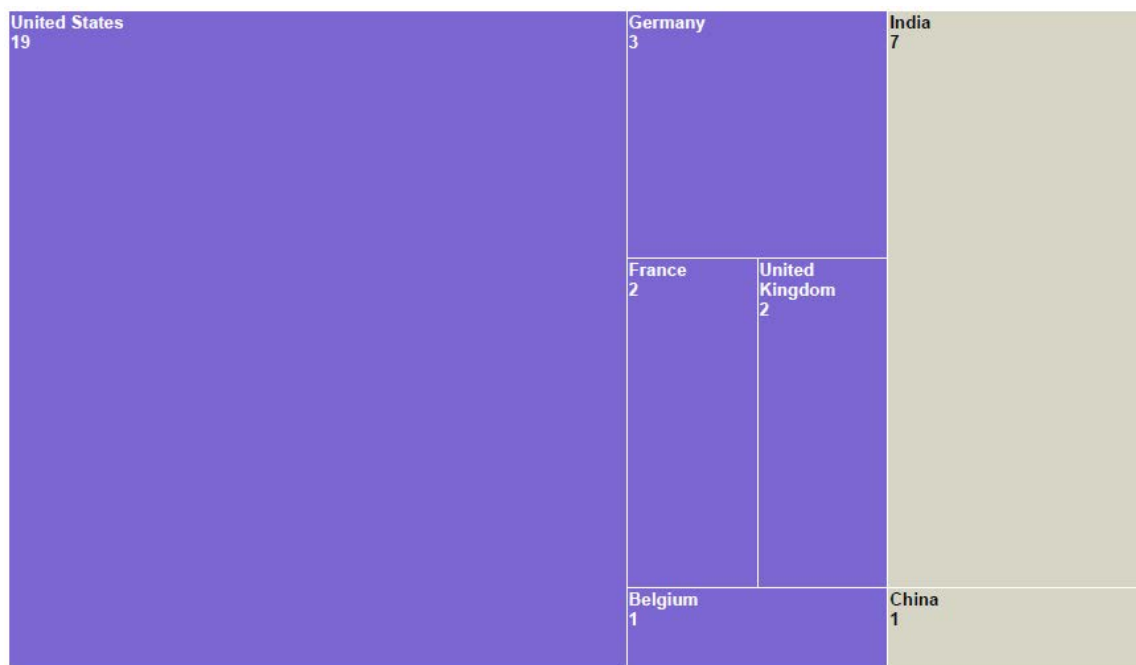 United States
19
Germany
3
India
7
France
2
United
Kingdom
2
Belgium
1
China
1